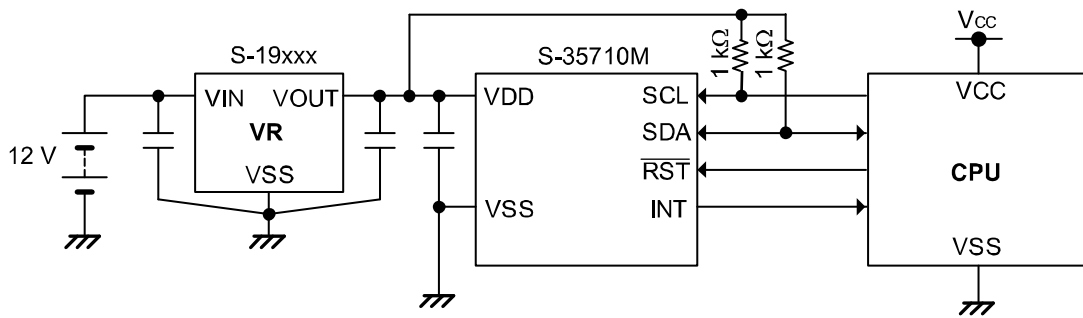 S-19xxx
VIN
VOUT
VR
VSS
12 V
S-35710M
VDD
VSS
SCL
SDA
RST
INT
1 kΩ
1 kΩ
VCC
VCC
CPU
VSS